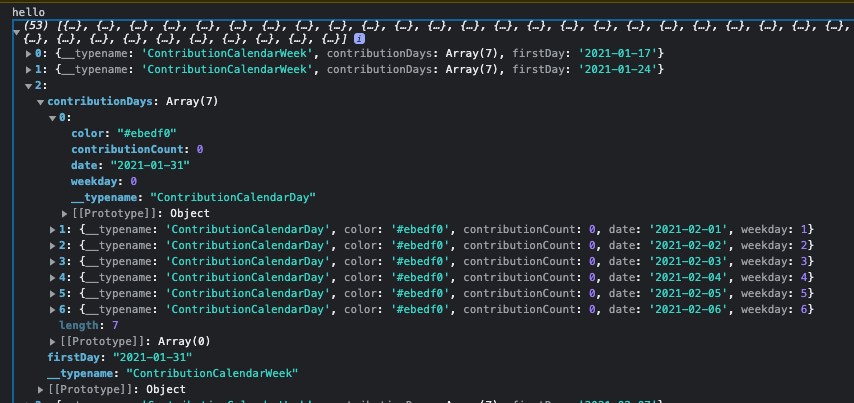 hello
(53) [{…}, {…}, {…}, {…}, {…}, {…}, {…}, {…}, {…}, {…}, {…}, {…}, {…}, {…}, {…}, {…}, {…}, {…}, {…}, {…}, {…}, {…}, {…}, {…}, {…},
{…}, {…}, {…}, {…}, {…}, {…}, {…}, {…}, {…}, {…}] i
0: {__typename: 'ContributionCalendarWeek', contributionDays: Array(7), firstDay: '2021-01-17'}
1: {__typename: 'ContributionCalendarWeek', contributionDays: Array(7), firstDay: '2021-01-24'}
2:
contributionDays: Array(7)
0:
color: "#ebedf0"
contributionCount: 0
date: "2021-01-31"
weekday: 0
__typename: "ContributionCalendarDay"
[[Prototype]]: Object
1: {__typename: 'ContributionCalendarDay', color: '#ebedf0', contributionCount: 0, date: '2021-02-01', weekday: 1}
2: {__typename: 'ContributionCalendarDay', color: '#ebedf0', contributionCount: 0, date: '2021-02-02', weekday: 2}
3: {__typename: 'ContributionCalendarDay', color: '#ebedf0', contributionCount: 0, date: '2021-02-03', weekday: 3}
4: {__typename: 'ContributionCalendarDay', color: '#ebedf0', contributionCount: 0, date: '2021-02-04', weekday: 4}
5: {__typename: 'ContributionCalendarDay', color: '#ebedf0', contributionCount: 0, date: '2021-02-05', weekday: 5}
6: {__typename: 'ContributionCalendarDay', color: '#ebedf0', contributionCount: 0, date: '2021-02-06', weekday: 6}
length: 7
[[Prototype]]: Array(0)
firstDay: "2021-01-31"
__typename: "ContributionCalendarWeek"
[[Prototype]]: Object